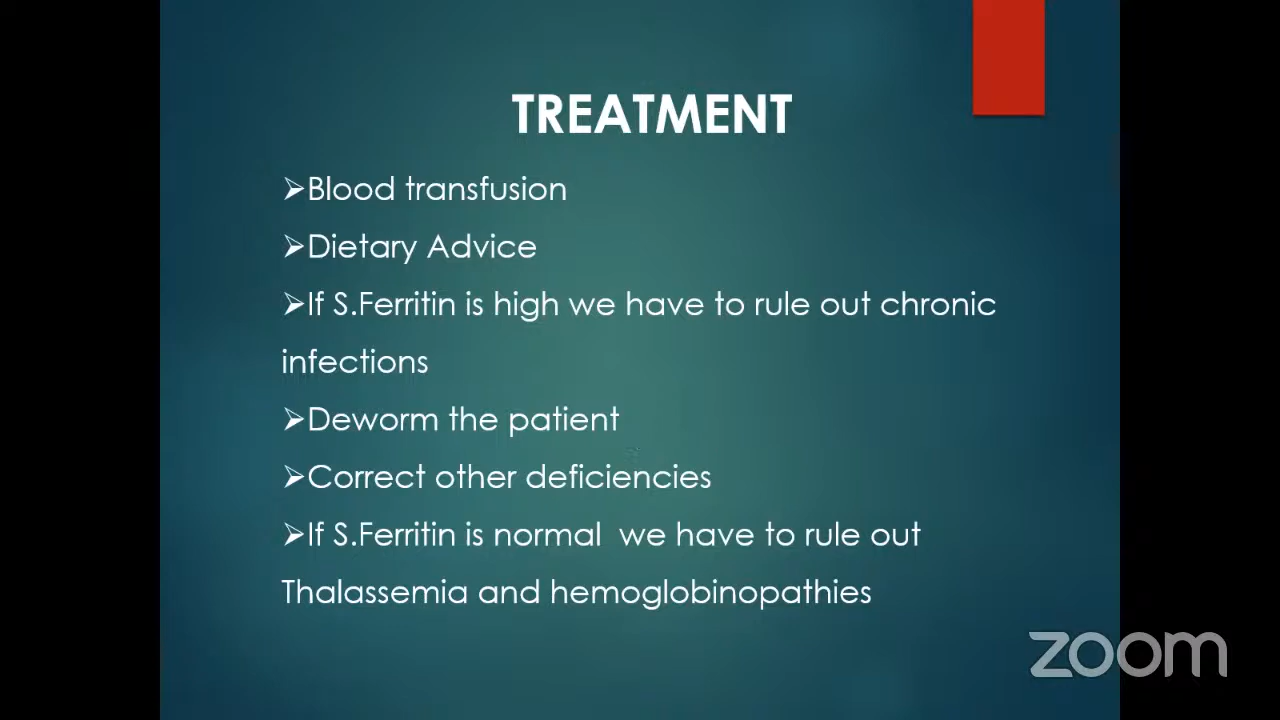 TREATMENT
➢Blood transfusion
➢Dietary Advice
➢If S.Ferritin is high we have to rule out chronic
infections
➢Deworm the patient
➢Correct other deficiencies
➢If S.Ferritin is normal  we have to rule out
Thalassemia and hemoglobinopathies
zoom